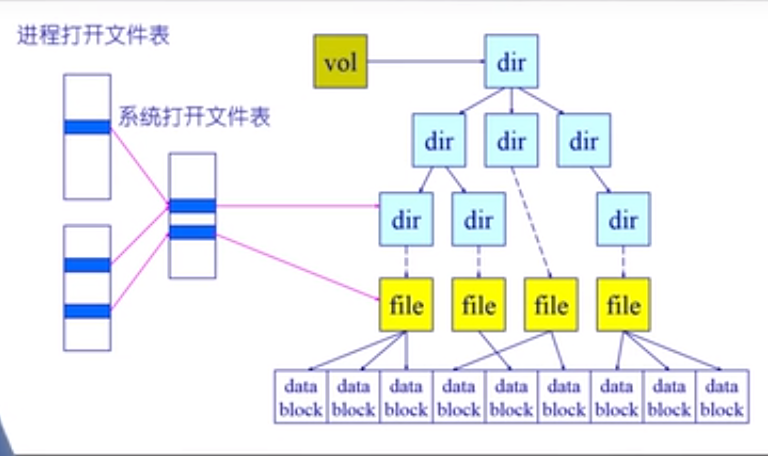 进程打开文件表
系统打开文件表
vol
dir
dir
dir
dir
dir
dir
dir
file
file
file
file
data block
data block
data block
data block
data block
data block
data block
data block
data block